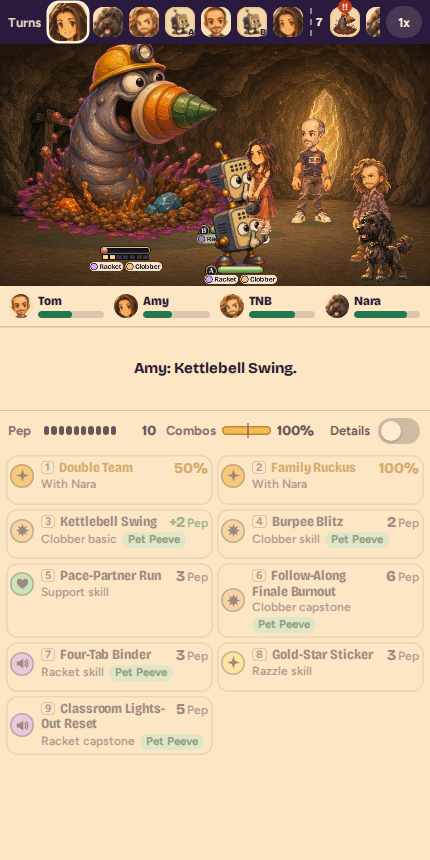 Turns
A
B
7
!!
1x
B
Ra
Racket Clobber
A
Racket Clobber
Tom
Amy
TNB
Nara
Amy: Kettlebell Swing.
Pep 10 Combos 100% Details
1 Double Team 50%
With Nara
2 Family Ruckus 100%
With Nara
3 Kettlebell Swing +2 Pep
Clobber basic Pet Peeve
4 Burpee Blitz 2 Pep
Clobber skill Pet Peeve
5 Pace-Partner Run 3 Pep
Support skill
6 Follow-Along 6 Pep
Finale Burnout
Clobber capstone
Pet Peeve
7 Four-Tab Binder 3 Pep
Racket skill Pet Peeve
8 Gold-Star Sticker 3 Pep
Razzle skill
9 Classroom Lights- 5 Pep
Out Reset
Racket capstone Pet Peeve